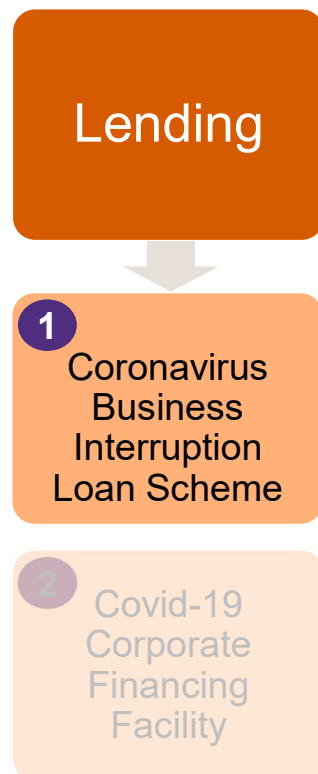 Lending
1
Coronavirus
Business
Interruption
Loan Scheme
2
Covid-19
Corporate
Financing
Facility